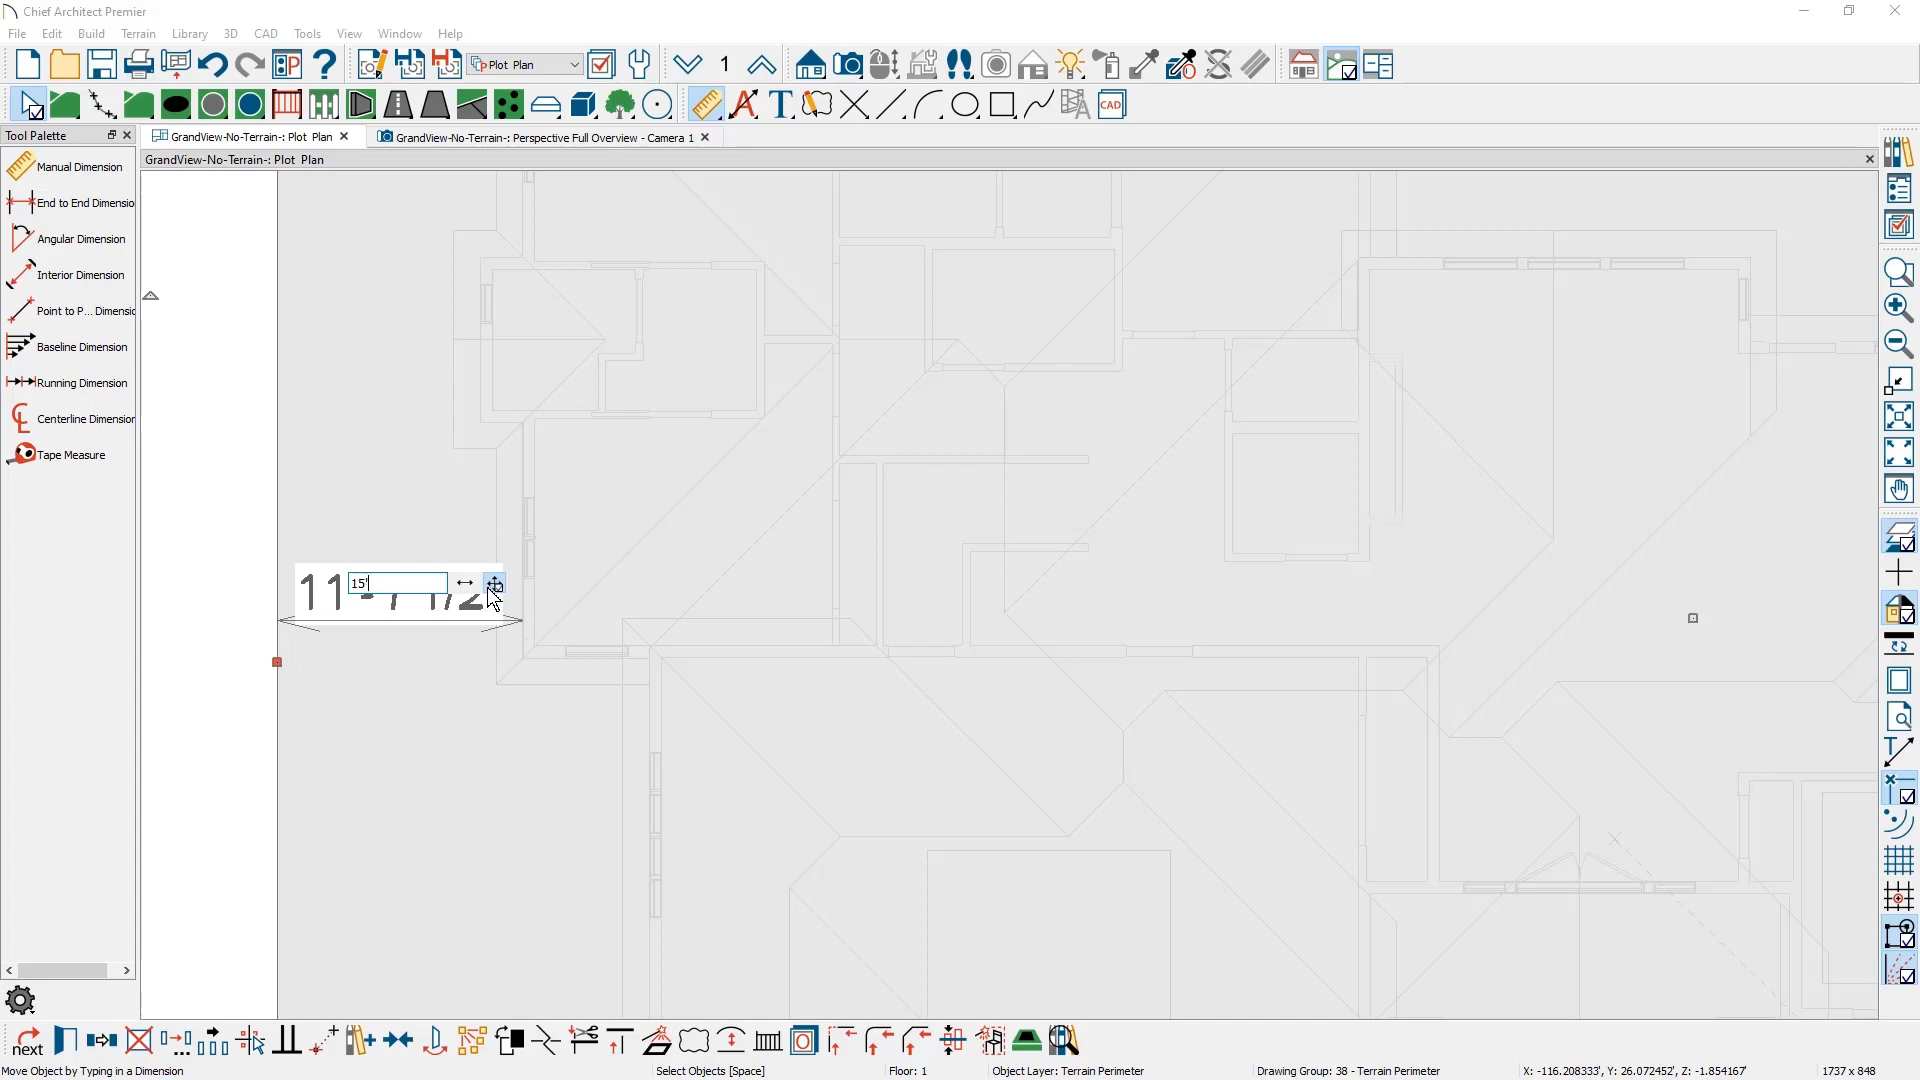 Chief Architect Premier
File Edit Build Terrain Library 3D CAD Tools View Window Help
Plot Plan
1
Tool Palette
GrandView-No-Terrain-: Plot Plan
GrandView-No-Terrain-: Perspective Full Overview - Camera 1
GrandView-No-Terrain-: Plot Plan
Manual Dimension
End to End Dimensio
Angular Dimension
Interior Dimension
Point to P... Dimensic
Baseline Dimension
Running Dimension
Centerline Dimension
Tape Measure
15'
CAD
next
Move Object by Typing in a Dimension
Select Objects [Space]
Floor: 1
Object Layer: Terrain Perimeter
Drawing Group: 38 - Terrain Perimeter
X: -116.208333', Y: 26.072452', Z: -1.854167'
1737 x 848